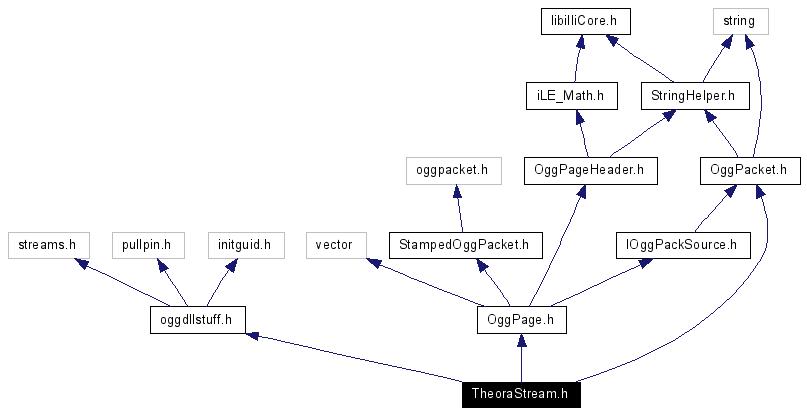 libilliCore.h
string
iLE_Math.h
StringHelper.h
oggpacket.h
OggPageHeader.h
OggPacket.h
streams.h
pullpin.h
initguid.h
vector
StampedOggPacket.h
IOggPackSource.h
oggdllstuff.h
OggPage.h
TheoraStream.h